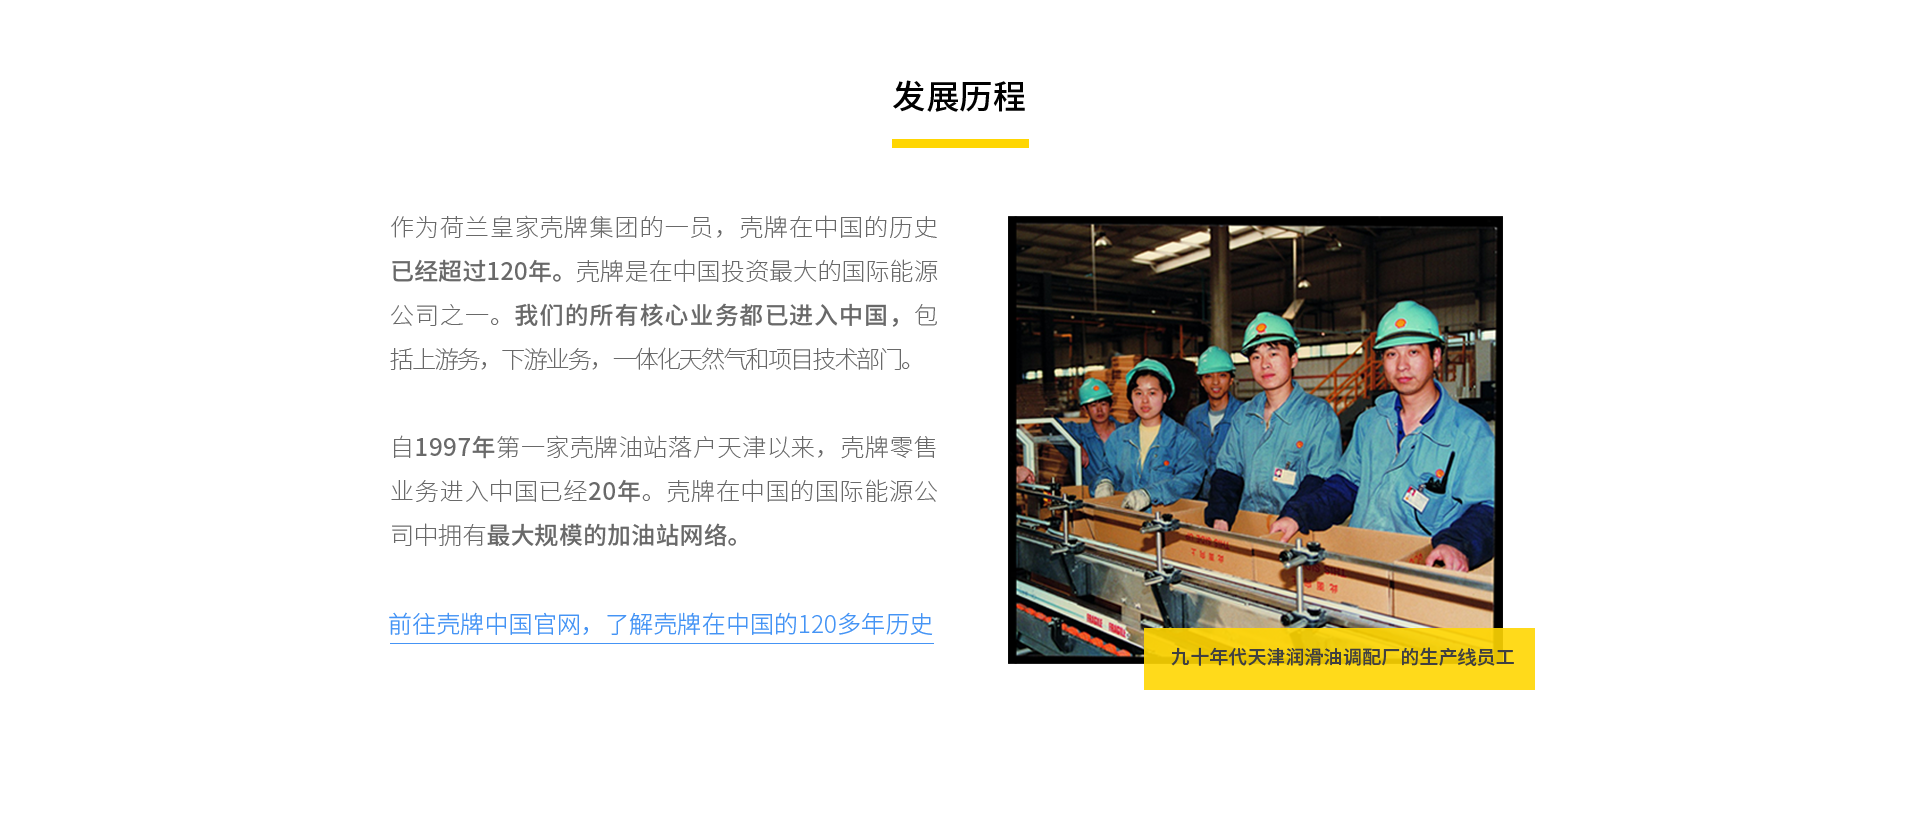 发展历程
作为荷兰皇家壳牌集团的一员，壳牌在中国的历史
已经超过120年。壳牌是在中国投资最大的国际能源
公司之一。我们的所有核心业务都已进入中国，包
括上游务，下游业务，一体化天然气和项目技术部门。
自1997年第一家壳牌油站落户天津以来，壳牌零售
业务进入中国已经20年。壳牌在中国的国际能源公
司中拥有最大规模的加油站网络。
前往壳牌中国官网，了解壳牌在中国的120多年历史
FRAGILE FRAGILE
九十年代天津润滑油调配厂的生产线员工